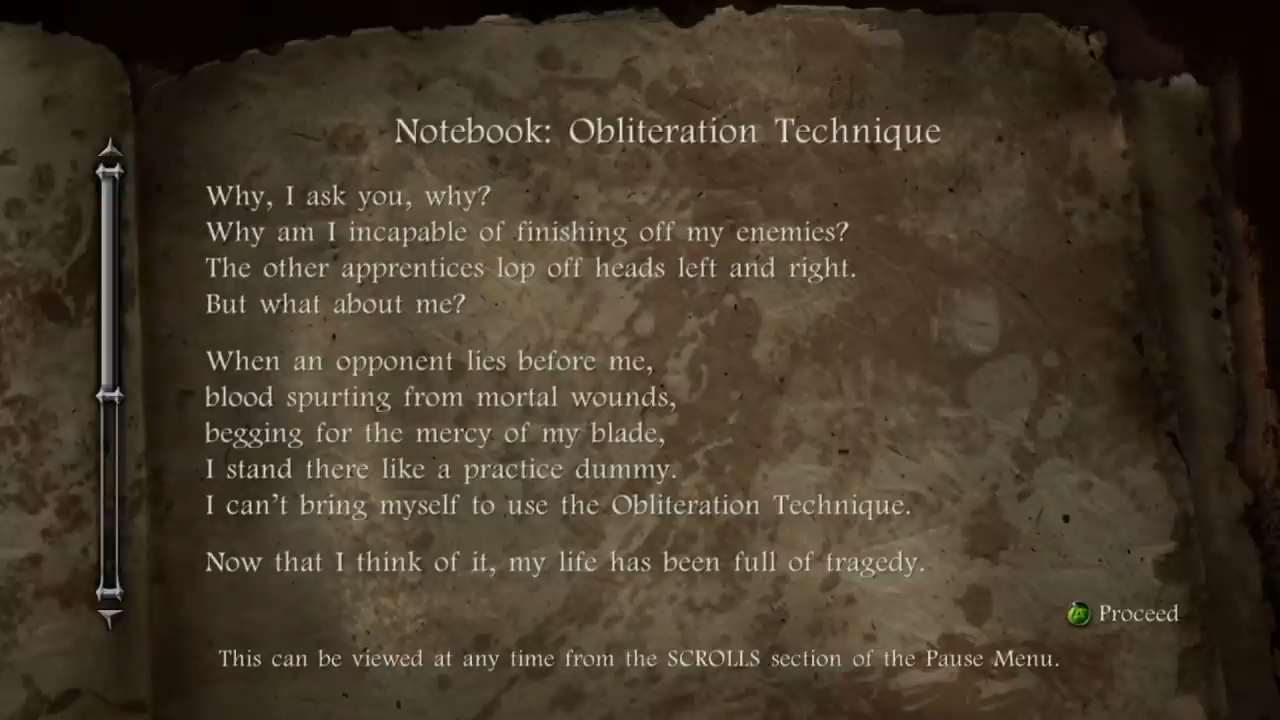 Notebook: Obliteration Technique
Why, I ask you, why?
Why am I incapable of finishing off my enemies?
The other apprentices lop off heads left and right.
But what about me?
When an opponent lies before me,
blood spurting from mortal wounds,
begging for the mercy of my blade,
I stand there like a practice dummy.
I can't bring myself to use the Obliteration Technique.
Now that I think of it, my life has been full of tragedy.
A Proceed
This can be viewed at any time from the SCROLLS section of the Pause Menu.